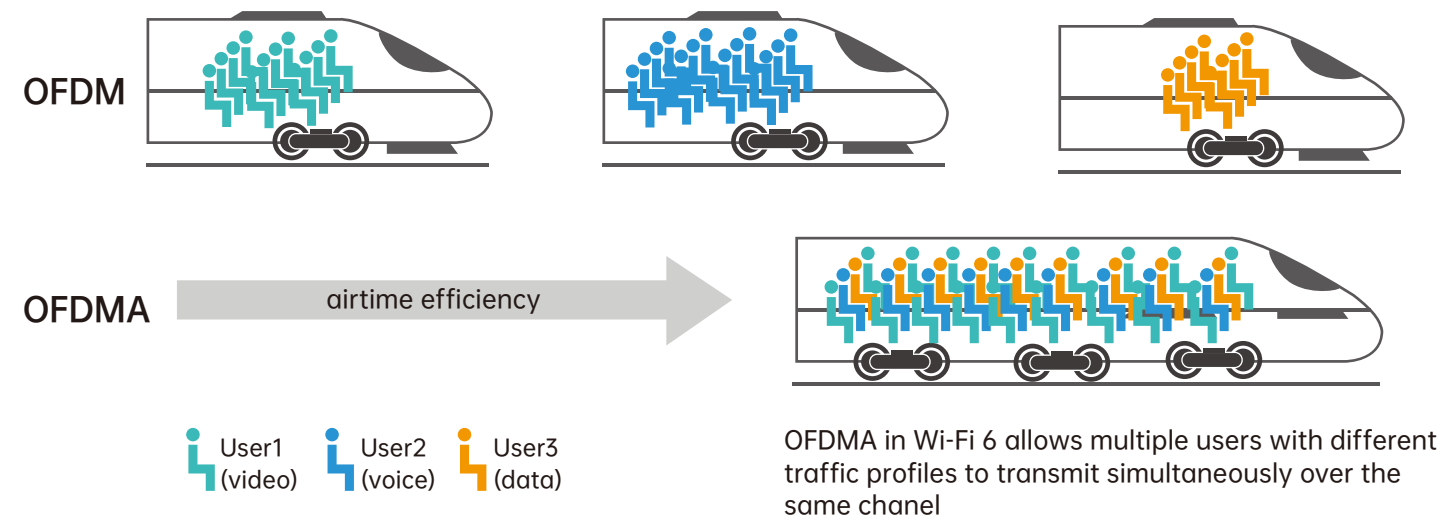 OFDM
OFDMA
airtime efficiency
User1
(video)
User2
(voice)
User3
(data)
OFDMA in Wi-Fi 6 allows multiple users with different
traffic profiles to transmit simultaneously over the
same chanel